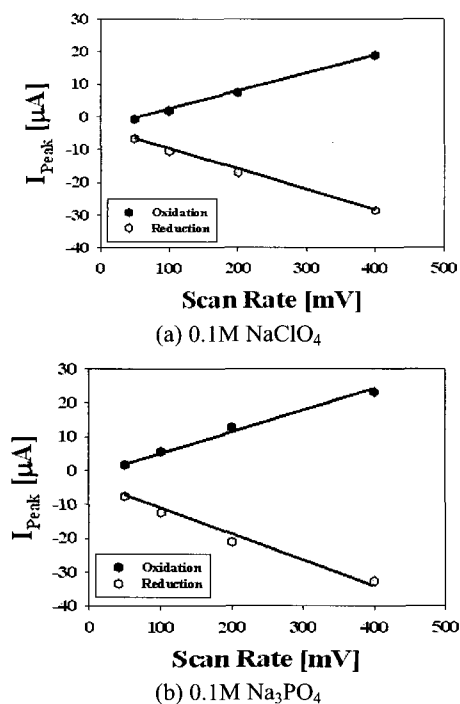 30
20
10
0
-10
-20
-30
-40
I_Peak [µA]
Oxidation
Reduction
0 100 200 300 400 500
Scan Rate [mV]
(a) 0.1M NaClO₄
30
20
10
0
-10
-20
-30
-40
I_Peak [µA]
Oxidation
Reduction
0 100 200 300 400 500
Scan Rate [mV]
(b) 0.1M Na₃PO₄